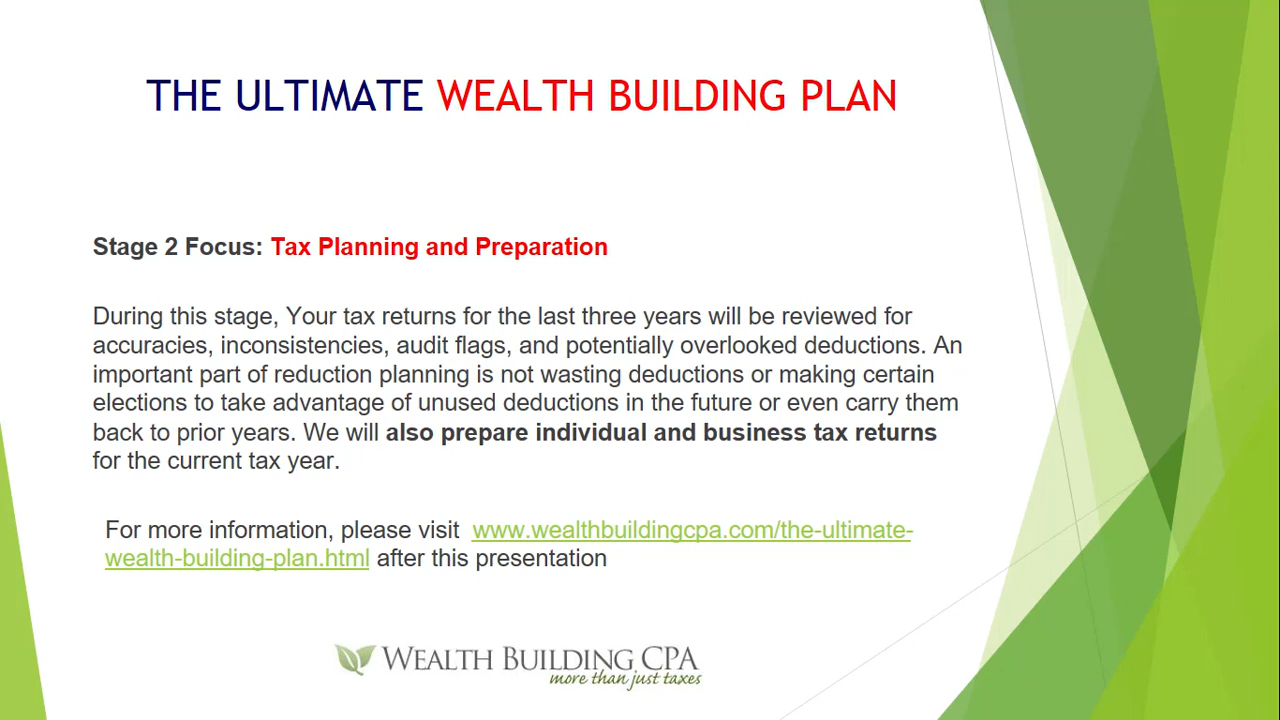 THE ULTIMATE WEALTH BUILDING PLAN
Stage 2 Focus: Tax Planning and Preparation
During this stage, Your tax returns for the last three years will be reviewed for
accuracies, inconsistencies, audit flags, and potentially overlooked deductions. An
important part of reduction planning is not wasting deductions or making certain
elections to take advantage of unused deductions in the future or even carry them
back to prior years. We will also prepare individual and business tax returns
for the current tax year.
For more information, please visit www.wealthbuildingcpa.com/the-ultimate-
wealth-building-plan.html after this presentation
WEALTH BUILDING CPA
more than just taxes